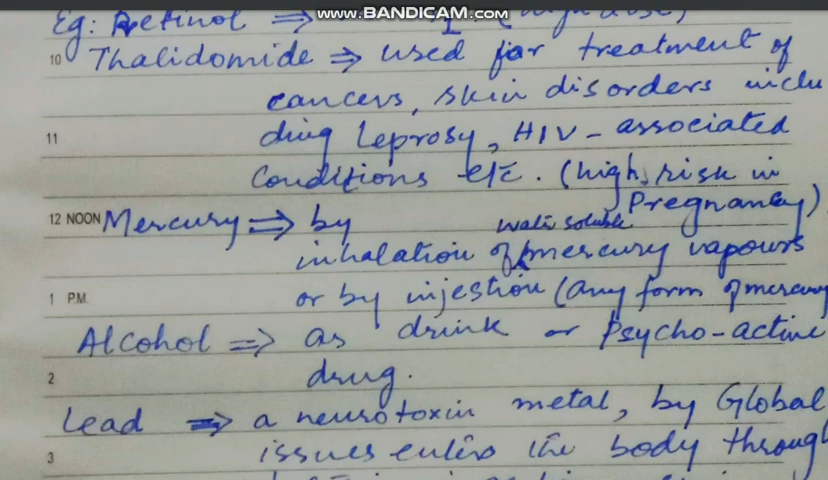 www.BANDICAM.com
Eg: Retinol ⇒
10 Thalidomide ⇒ used for treatment of
cancers, skin disorders inclu
11 ding Leprosy, HIV-associated
Conditions etc. (high risk in
Pregnancy)
12 NOON Mercury ⇒ by
water soluble
inhalation of mercury vapours
1 P.M. or by injestion (any form of mercury
Alcohol ⇒ as drink or Psycho-active
2 drug.
Lead ⇒ a neurotoxin metal, by Global
3 issues enters the body through